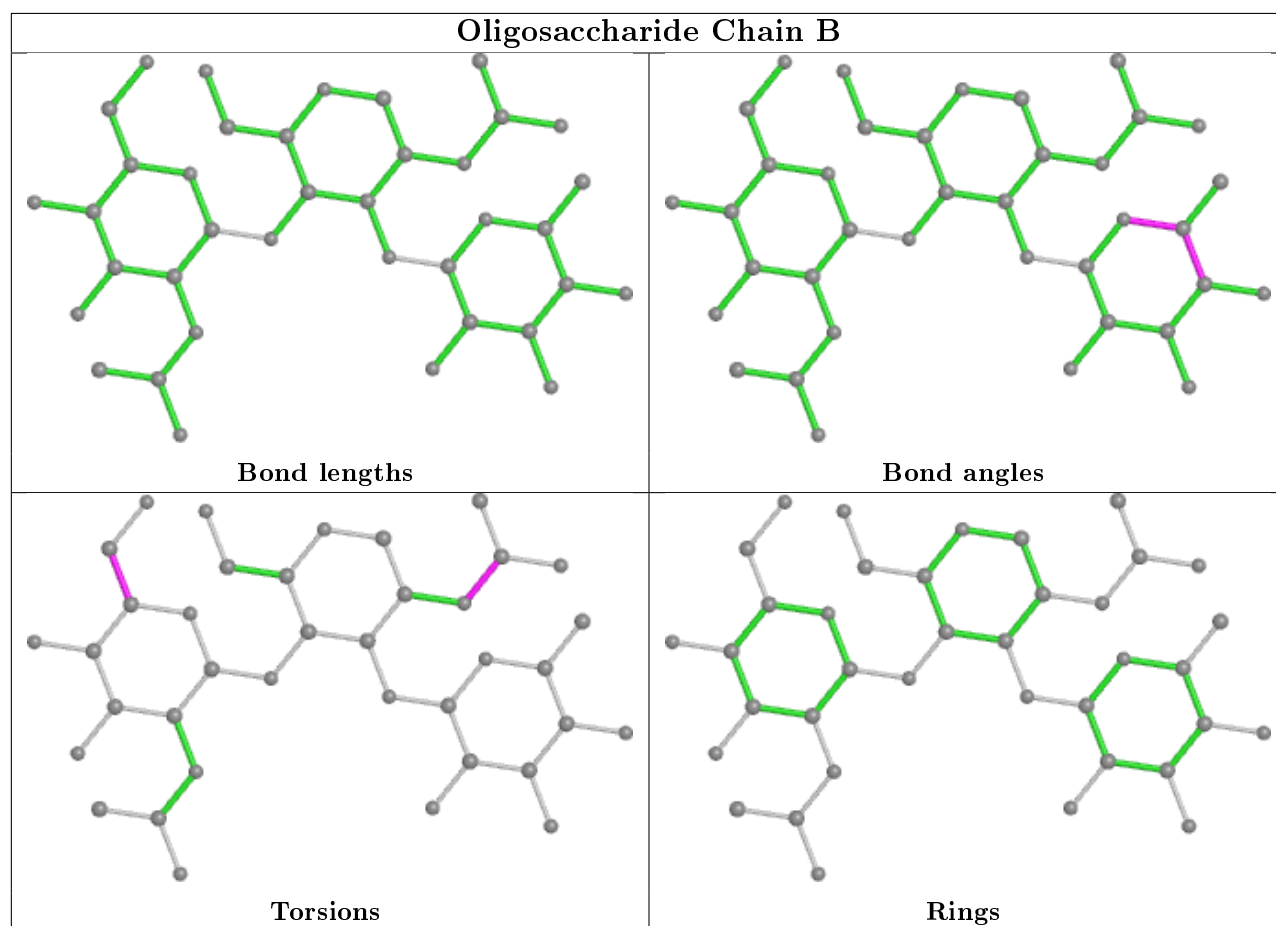 Oligosaccharide Chain B
Bond lengths
Bond angles
Torsions
Rings